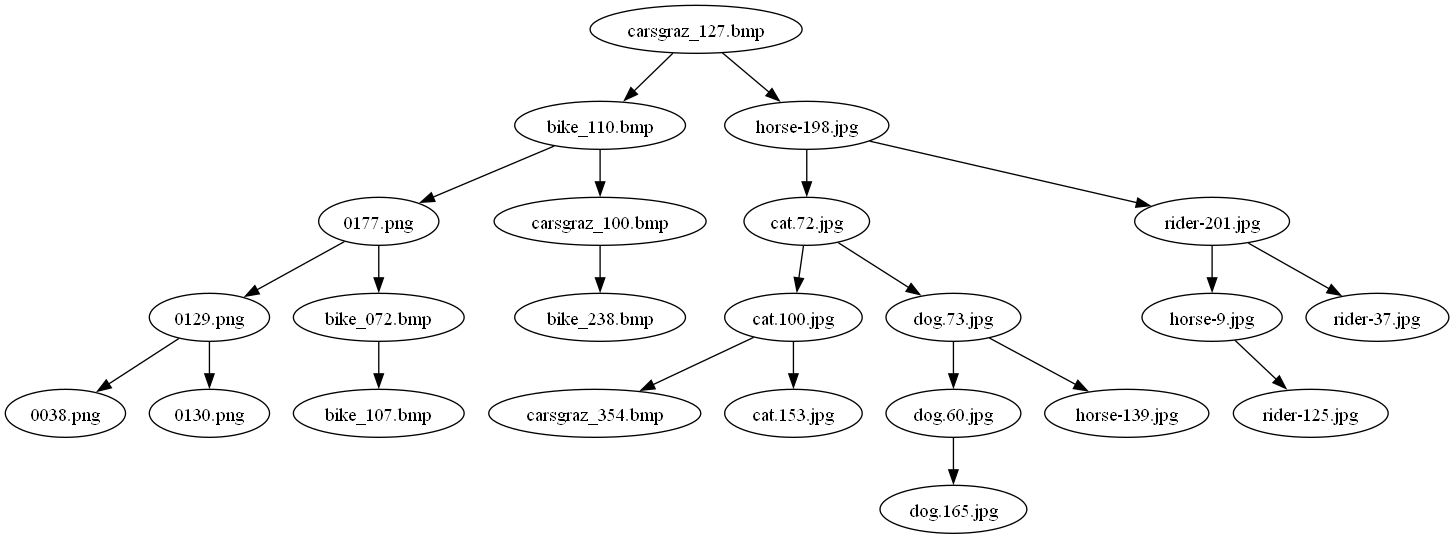 carsgraz_127.bmp
bike_110.bmp
horse-198.jpg
0177.png
carsgraz_100.bmp
cat.72.jpg
rider-201.jpg
0129.png
bike_072.bmp
bike_238.bmp
cat.100.jpg
dog.73.jpg
horse-9.jpg
rider-37.jpg
0038.png
0130.png
bike_107.bmp
carsgraz_354.bmp
cat.153.jpg
dog.60.jpg
horse-139.jpg
rider-125.jpg
dog.165.jpg